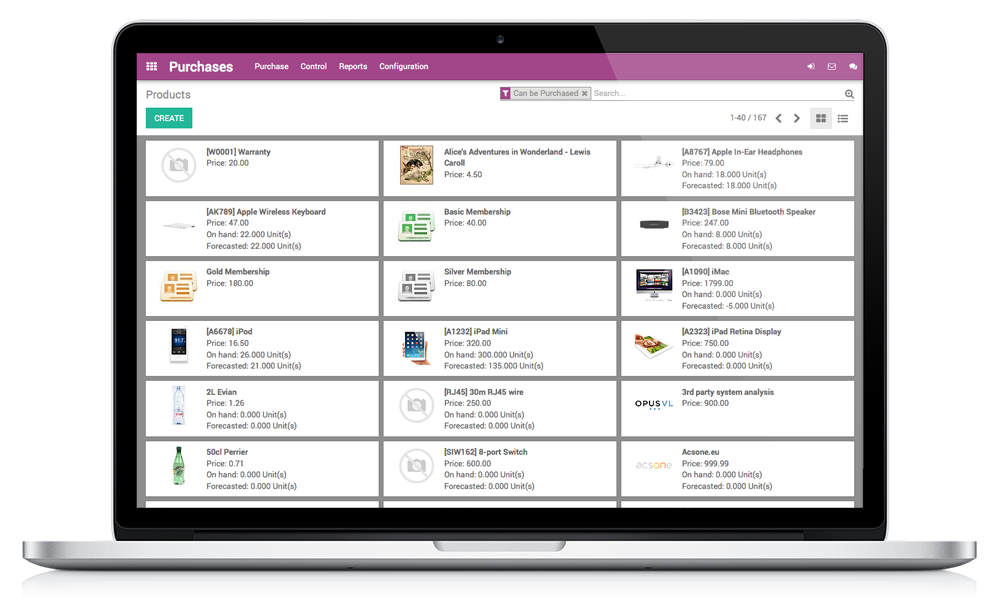 Purchases Purchase Control Reports Configuration
Products
Can be Purchased ✖ Search...
CREATE
1-40 / 167
[W0001] Warranty
Price: 20.00
Alice's Adventures in Wonderland - Lewis
Caroll
Price: 4.50
[A8767] Apple In-Ear Headphones
Price: 79.00
On hand: 18.000 Unit(s)
Forecasted: 18.000 Unit(s)
[AK789] Apple Wireless Keyboard
Price: 47.00
On hand: 22.000 Unit(s)
Forecasted: 22.000 Unit(s)
Basic Membership
Price: 40.00
[B3423] Bose Mini Bluetooth Speaker
Price: 247.00
On hand: 8.000 Unit(s)
Forecasted: 8.000 Unit(s)
Gold Membership
Price: 180.00
Silver Membership
Price: 80.00
[A1090] iMac
Price: 1799.00
On hand: 0.000 Unit(s)
Forecasted: -5.000 Unit(s)
[A6678] iPod
Price: 16.50
On hand: 26.000 Unit(s)
Forecasted: 21.000 Unit(s)
[A1232] iPad Mini
Price: 320.00
On hand: 300.000 Unit(s)
Forecasted: 135.000 Unit(s)
[A2323] iPad Retina Display
Price: 750.00
On hand: 0.000 Unit(s)
Forecasted: 0.000 Unit(s)
2L Evian
Price: 1.26
On hand: 0.000 Unit(s)
Forecasted: 0.000 Unit(s)
[RJ45] 30m RJ45 wire
Price: 250.00
On hand: 0.000 Unit(s)
Forecasted: 0.000 Unit(s)
OPUSVL
3rd party system analysis
Price: 900.00
50cl Perrier
Price: 0.71
On hand: 0.000 Unit(s)
Forecasted: 0.000 Unit(s)
[SIW162] 8-port Switch
Price: 600.00
On hand: 0.000 Unit(s)
Forecasted: 0.000 Unit(s)
acsone
Acsone.eu
Price: 999.99
On hand: 0.000 Unit(s)
Forecasted: 0.000 Unit(s)